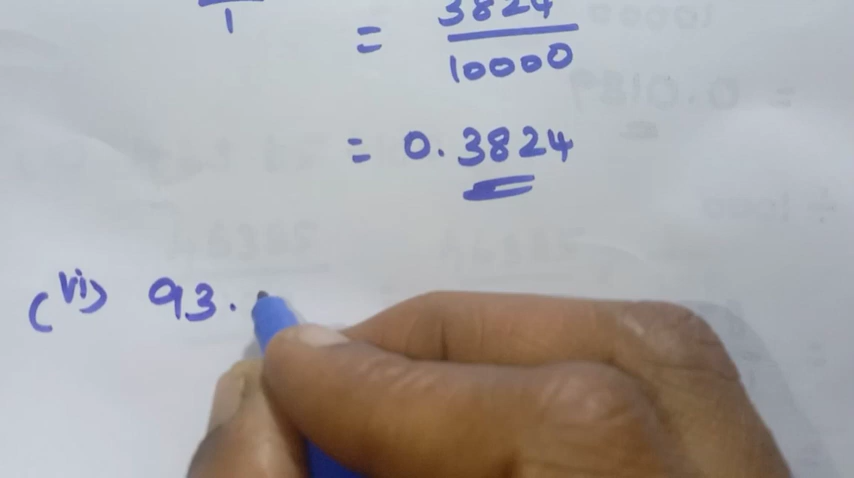 1
= 3824
10000
= 0.3824
(vi) 93.